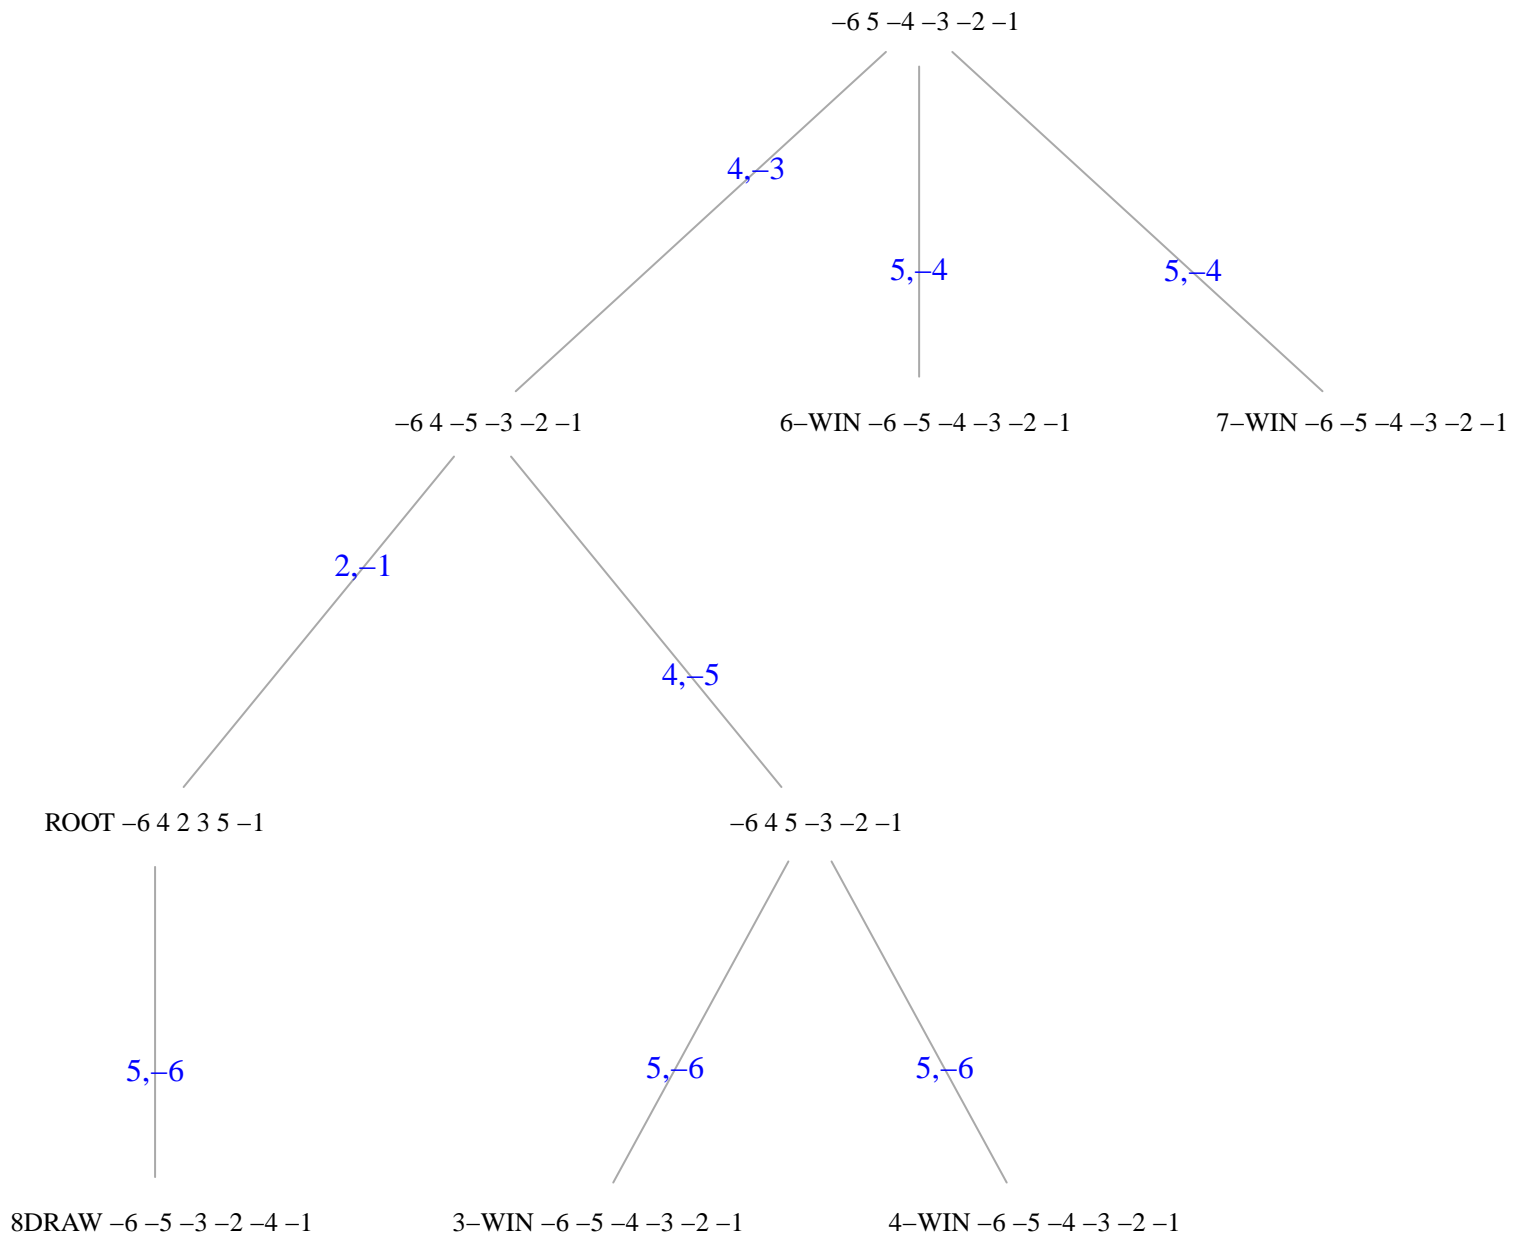 –6 5 –4 –3 –2 –1
4,–3
5,–4
5,–4
–6 4 –5 –3 –2 –1
6–WIN –6 –5 –4 –3 –2 –1
7–WIN –6 –5 –4 –3 –2 –1
2,–1
4,–5
ROOT –6 4 2 3 5 –1
–6 4 5 –3 –2 –1
5,–6
5,–6
5,–6
8DRAW –6 –5 –3 –2 –4 –1
3–WIN –6 –5 –4 –3 –2 –1
4–WIN –6 –5 –4 –3 –2 –1